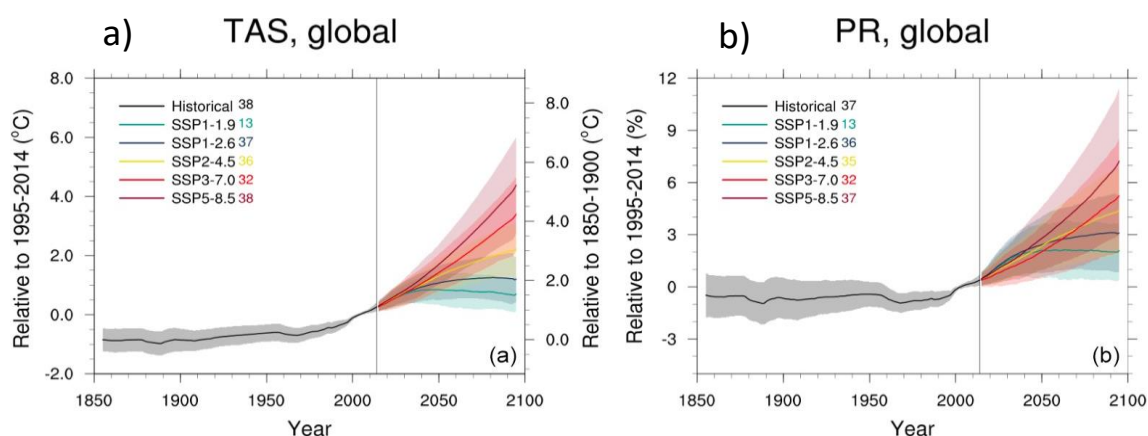 a) TAS, global
8.0
6.0
4.0
2.0
0.0
-2.0
Relative to 1995-2014 (°C)
Historical 38
SSP1-1.9 13
SSP1-2.6 37
SSP2-4.5 36
SSP3-7.0 32
SSP5-8.5 38
8.0
6.0
4.0
2.0
0.0
Relative to 1850-1900 (°C)
(a)
1850 1900 1950 2000 2050 2100
Year
b) PR, global
12
9
6
3
0
-3
Relative to 1995-2014 (%)
Historical 37
SSP1-1.9 13
SSP1-2.6 36
SSP2-4.5 35
SSP3-7.0 32
SSP5-8.5 37
(b)
1850 1900 1950 2000 2050 2100
Year